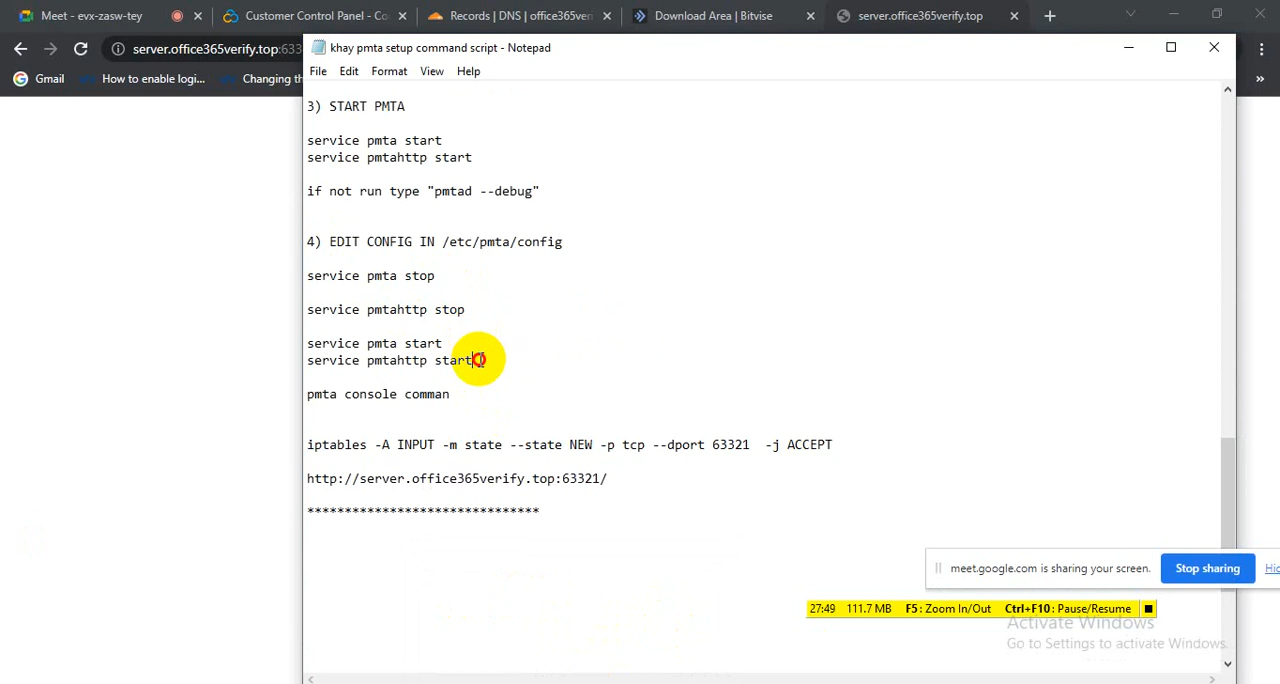 Meet - evx-zasw-tey
Customer Control Panel - Co
Records | DNS | office365ver
Download Area | Bitvise
server.office365verify.top
server.office365verify.top:633
Gmail
How to enable logi...
Changing th
khay pmta setup command script - Notepad
File Edit Format View Help
3) START PMTA
service pmta start
service pmtahttp start
if not run type "pmtad --debug"
4) EDIT CONFIG IN /etc/pmta/config
service pmta stop
service pmtahttp stop
service pmta start
service pmtahttp start
pmta console comman
iptables -A INPUT -m state --state NEW -p tcp --dport 63321  -j ACCEPT
http://server.office365verify.top:63321/
*******************************
meet.google.com is sharing your screen.
Stop sharing
Hid
27:49 111.7 MB F5: Zoom In/Out Ctrl+F10: Pause/Resume
Activate Windows
Go to Settings to activate Windows.